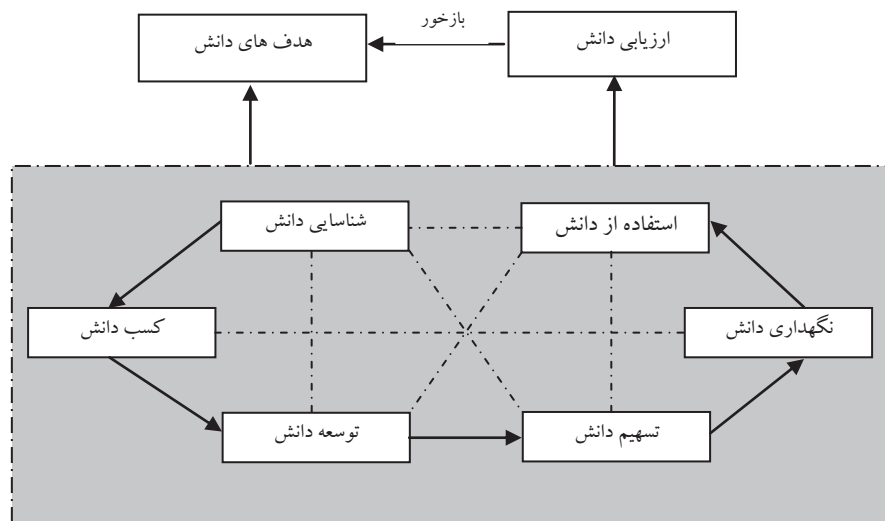 ارزیابی دانش
بازخور
هدف های دانش
استفاده از دانش
شناسایی دانش
نگهداری دانش
کسب دانش
تسهیم دانش
توسعه دانش